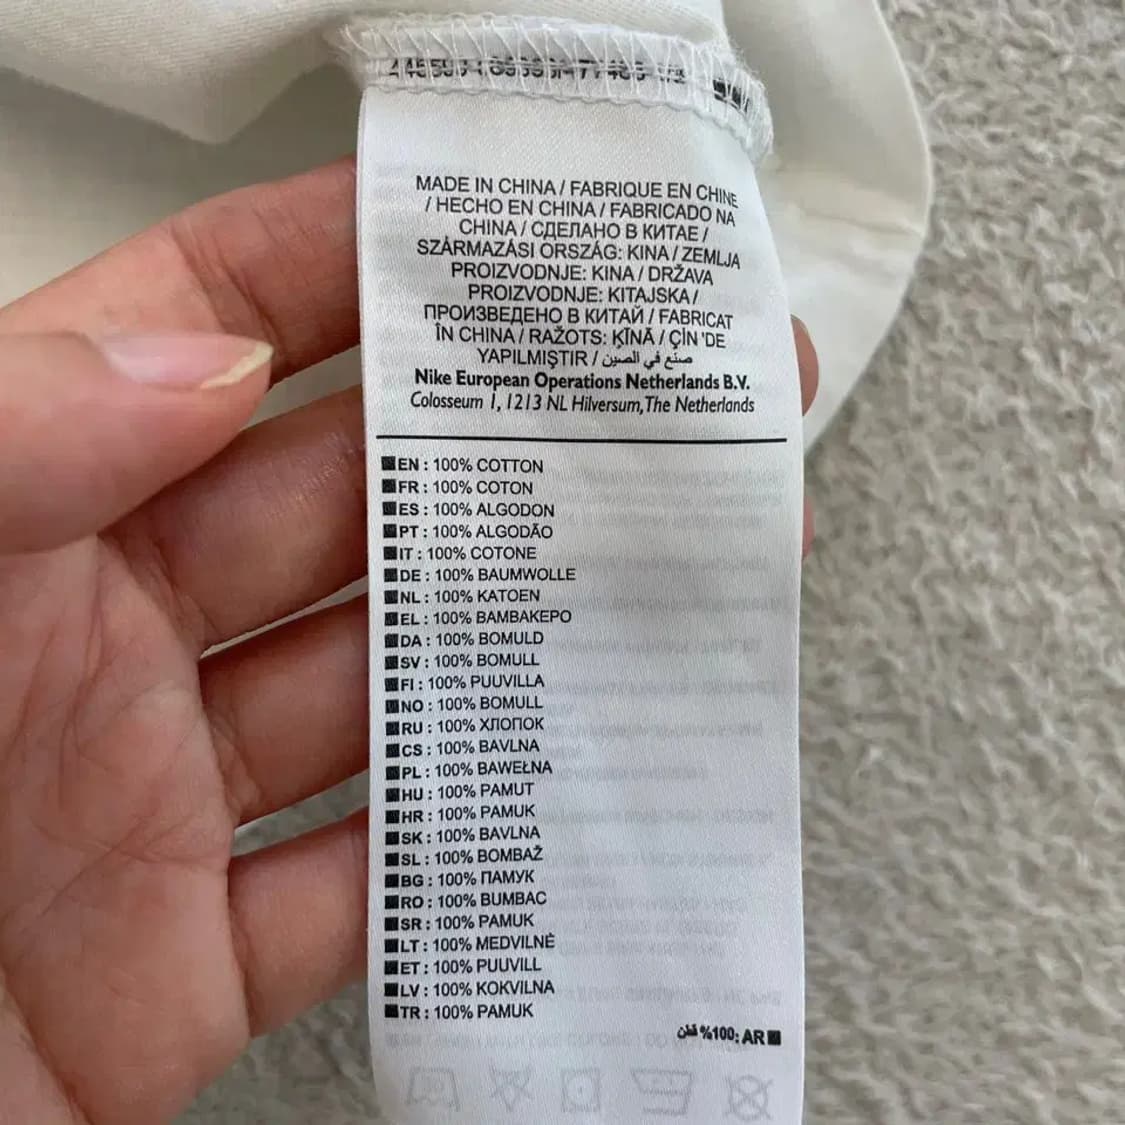 MADE IN CHINA / FABRIQUE EN CHINE
/ HECHO EN CHINA / FABRICADO NA
CHINA / СДЕЛАНО В КИТАЕ /
SZÁRMAZÁSI ORSZÁG: KINA / ZEMLJA
PROIZVODNJE: KINA / DRŽAVA
PROIZVODNJE: KITAJSKA /
ПРОИЗВЕДЕНО В КИТАЙ / FABRICAT
ÎN CHINA / RAŽOTS: ĶĪNĀ / ÇİN 'DE
YAPILMIŞTIR / صنع في الصين
Nike European Operations Netherlands B.V.
Colosseum 1, 1213 NL Hilversum, The Netherlands
EN : 100% COTTON
FR : 100% COTON
ES : 100% ALGODON
PT : 100% ALGODÃO
IT : 100% COTONE
DE : 100% BAUMWOLLE
NL : 100% KATOEN
EL : 100% ΒΑΜΒΑΚΕΡΟ
DA : 100% BOMULD
SV : 100% BOMULL
FI : 100% PUUVILLA
NO : 100% BOMULL
RU : 100% ХЛОПОК
CS : 100% BAVLNA
PL : 100% BAWEŁNA
HU : 100% PAMUT
HR : 100% PAMUK
SK : 100% BAVLNA
SL : 100% BOMBAŽ
BG : 100% ПАМУК
RO : 100% BUMBAC
SR : 100% PAMUK
LT : 100% MEDVILNĖ
ET : 100% PUUVILL
LV : 100% KOKVILNA
TR : 100% PAMUK
AR :100% قطن